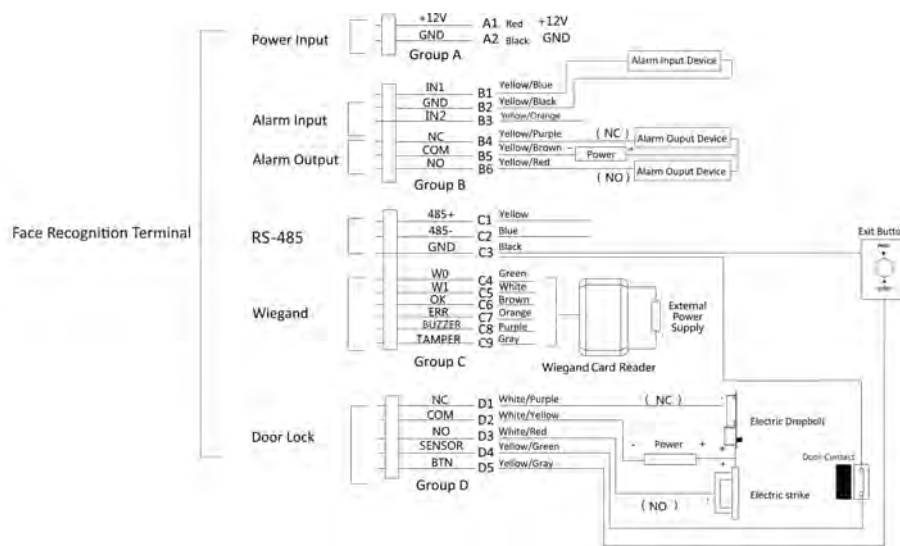 Face Recognition Terminal
Power Input
+12V A1 Red +12V
GND A2 Black GND
Group A
Alarm Input
Alarm Output
IN1 B1 Yellow/Blue
GND B2 Yellow/Black
IN2 B3 Yellow/Orange
NC B4 Yellow/Purple
COM B5 Yellow/Brown
NO B6 Yellow/Red
Group B
Alarm Input Device
( NC ) Alarm Ouput Device
- Power +
( NO ) Alarm Ouput Device
RS-485
485+ C1 Yellow
485- C2 Blue
GND C3 Black
Exit Button
Wiegand
W0 C4 Green
W1 C5 White
OK C6 Brown
ERR C7 Orange
BUZZER C8 Purple
TAMPER C9 Gray
Group C
Wiegand Card Reader
External
Power
Supply
Door Lock
NC D1 White/Purple
COM D2 White/Yellow
NO D3 White/Red
SENSOR D4 Yellow/Green
BTN D5 Yellow/Gray
Group D
( NC )
Electric Dropbolt
- Power +
+
+
-
Electric strike
( NO )
Door Contact